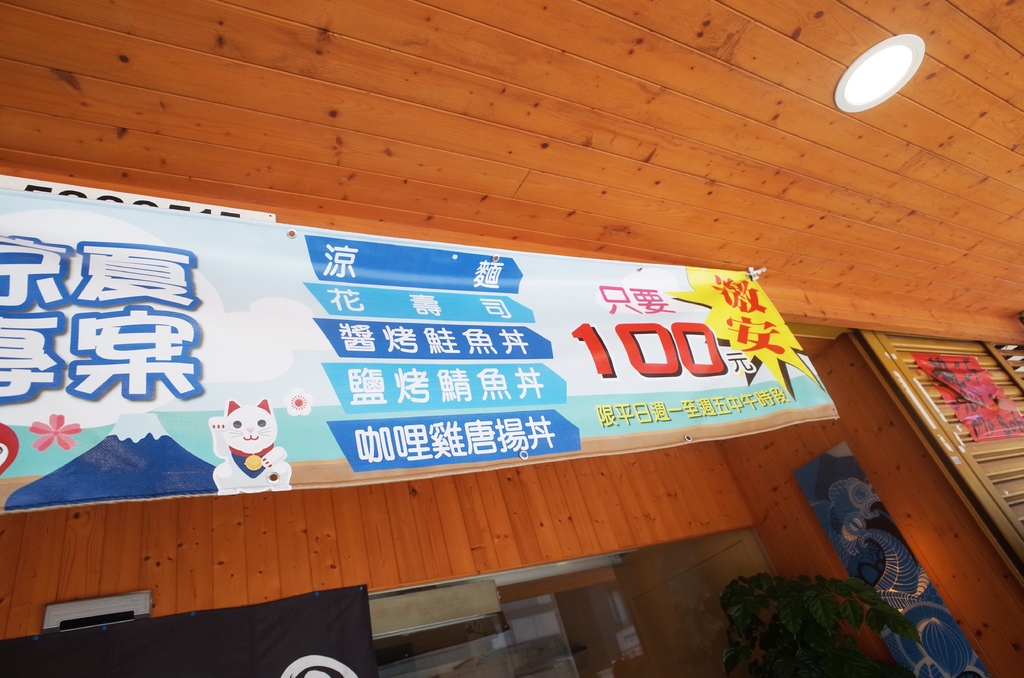 涼夏
專案
涼麵
花壽司
醬烤鮭魚丼
鹽烤鯖魚丼
咖哩雞唐揚丼
只要
100元
激安
限平日週一至週五中午時段